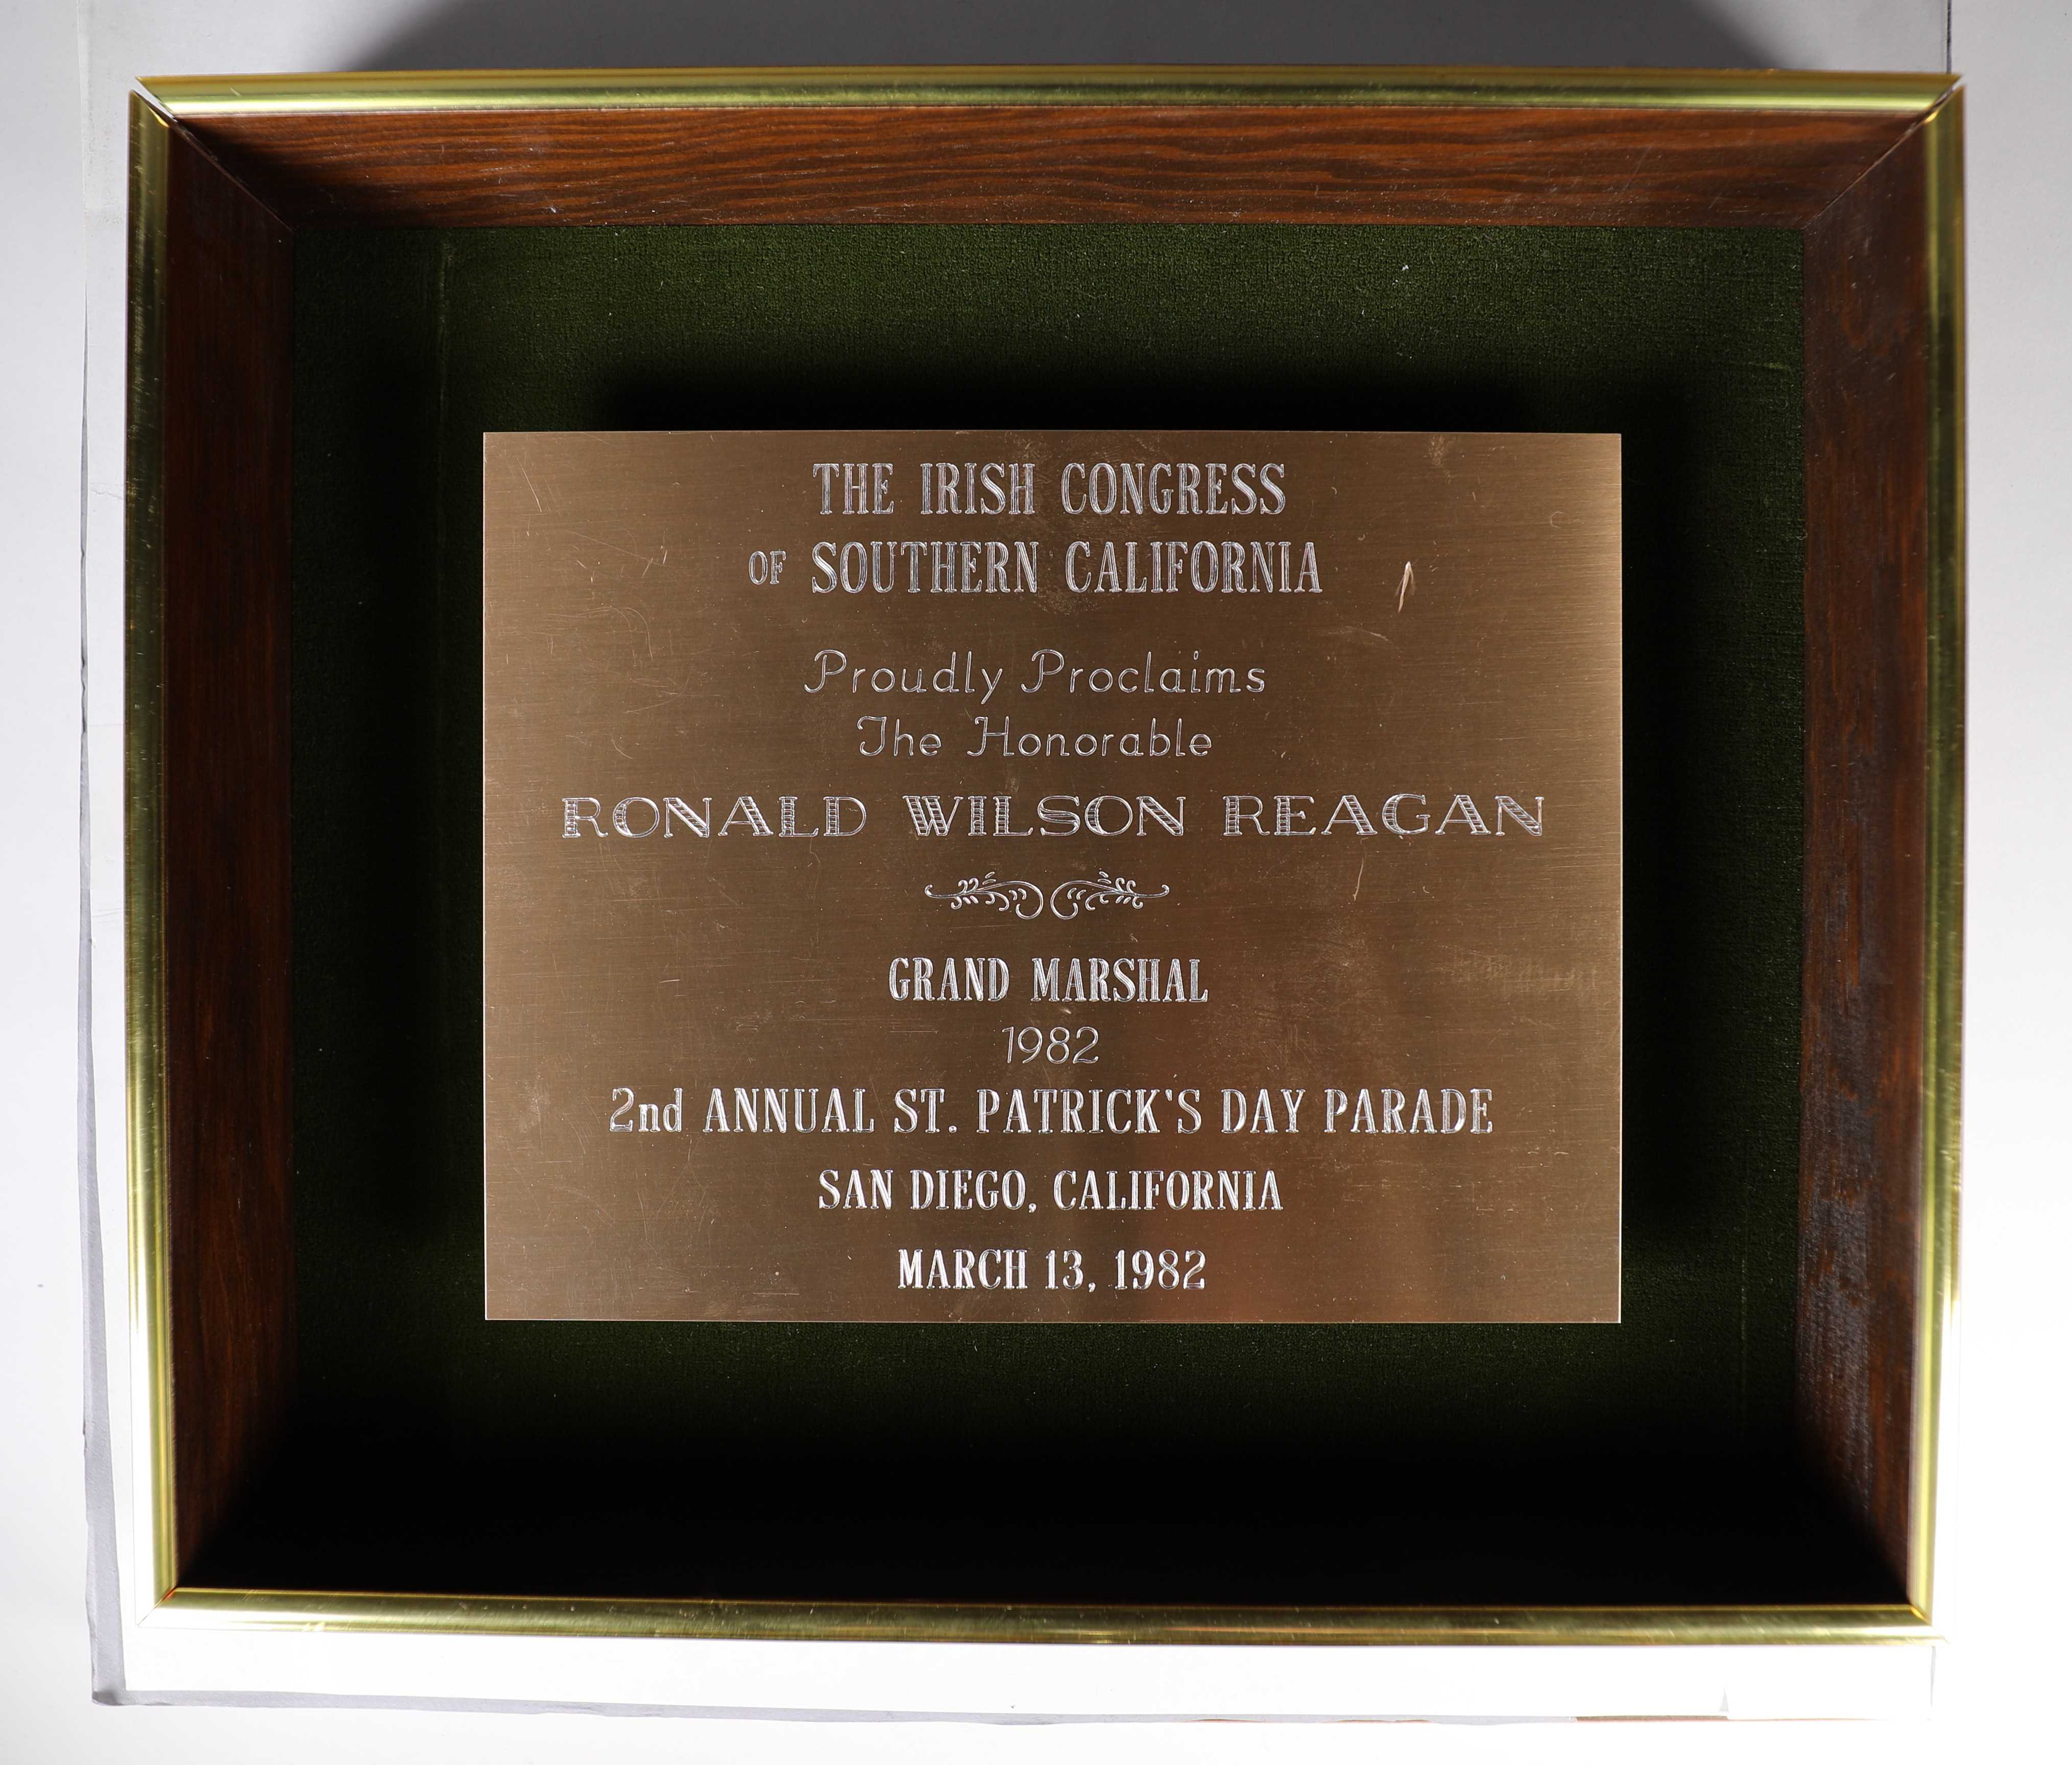 THE IRISH CONGRESS
OF SOUTHERN CALIFORNIA
Proudly Proclaims
The Honorable
RONALD WILSON REAGAN
GRAND MARSHAL
1982
2nd ANNUAL ST. PATRICK'S DAY PARADE
SAN DIEGO, CALIFORNIA
MARCH 13, 1982